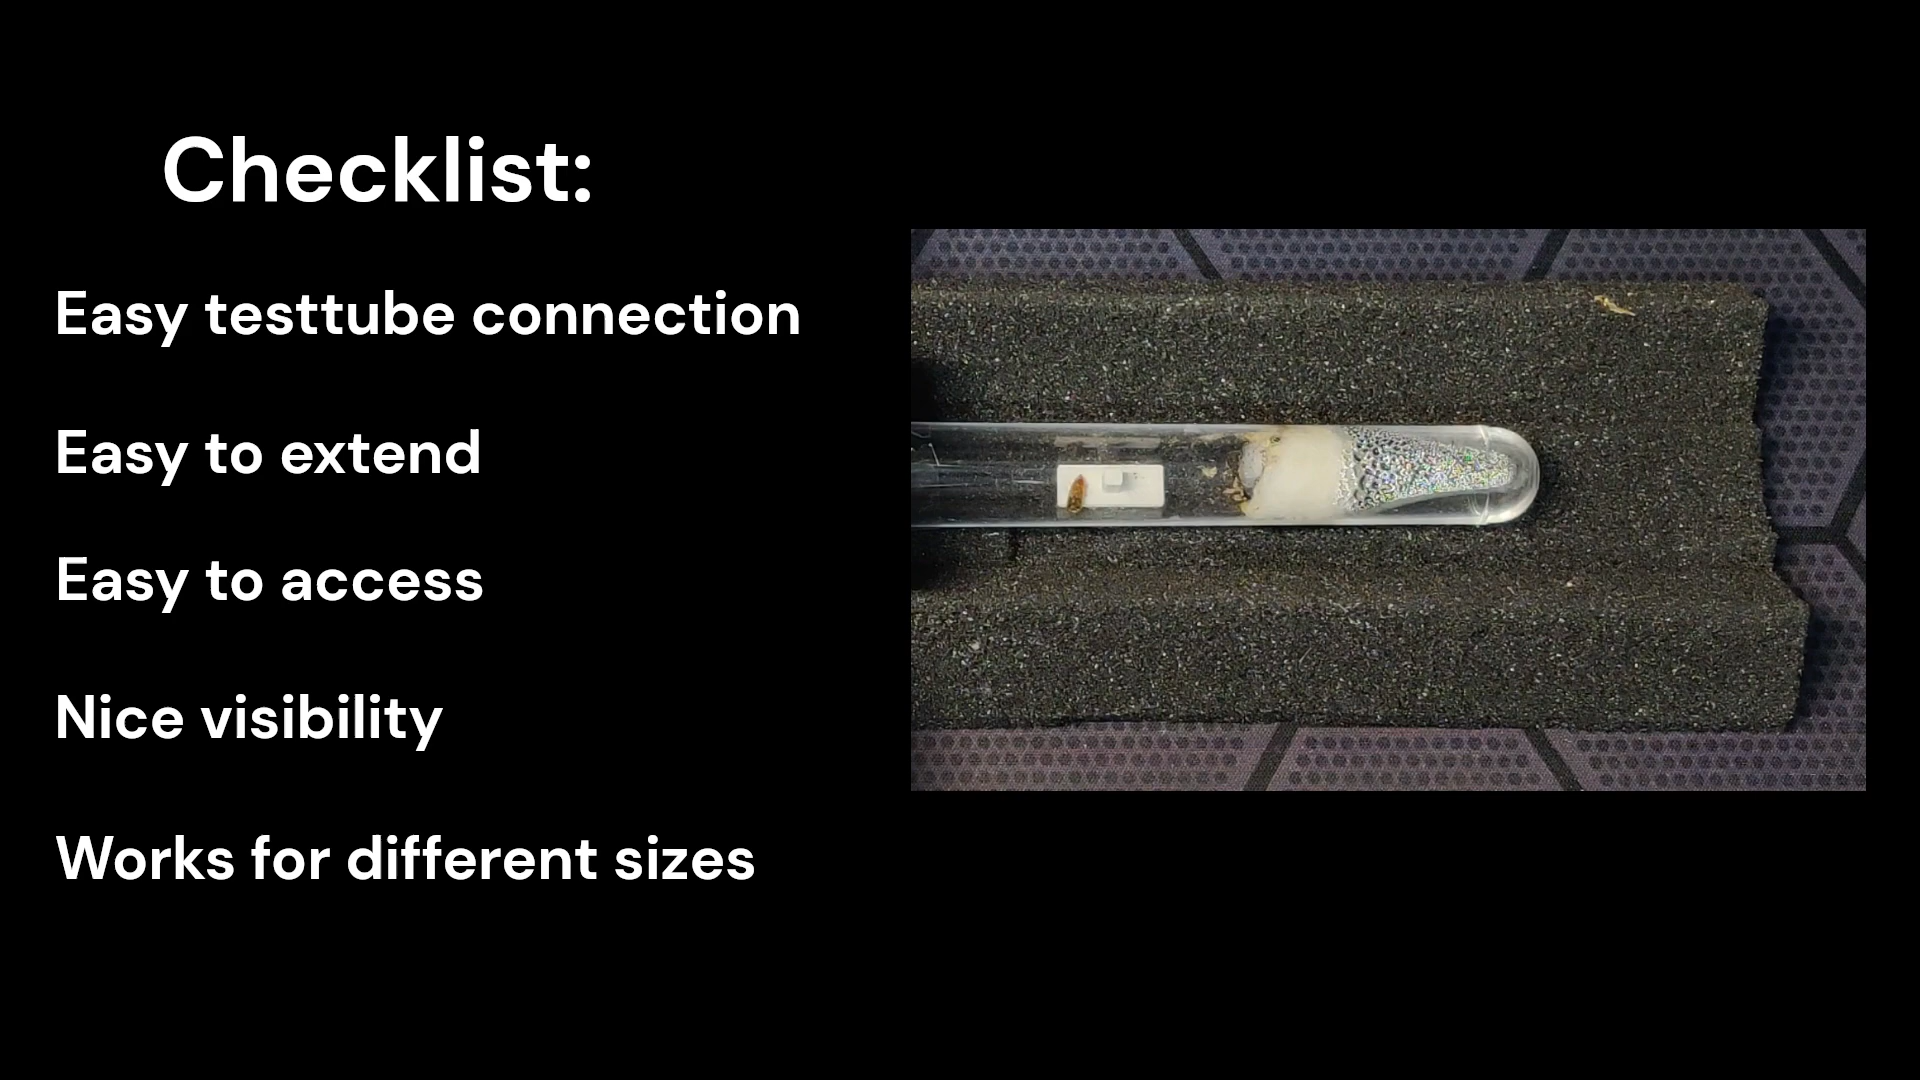 Checklist:
Easy testtube connection
Easy to extend
Easy to access
Nice visibility
Works for different sizes